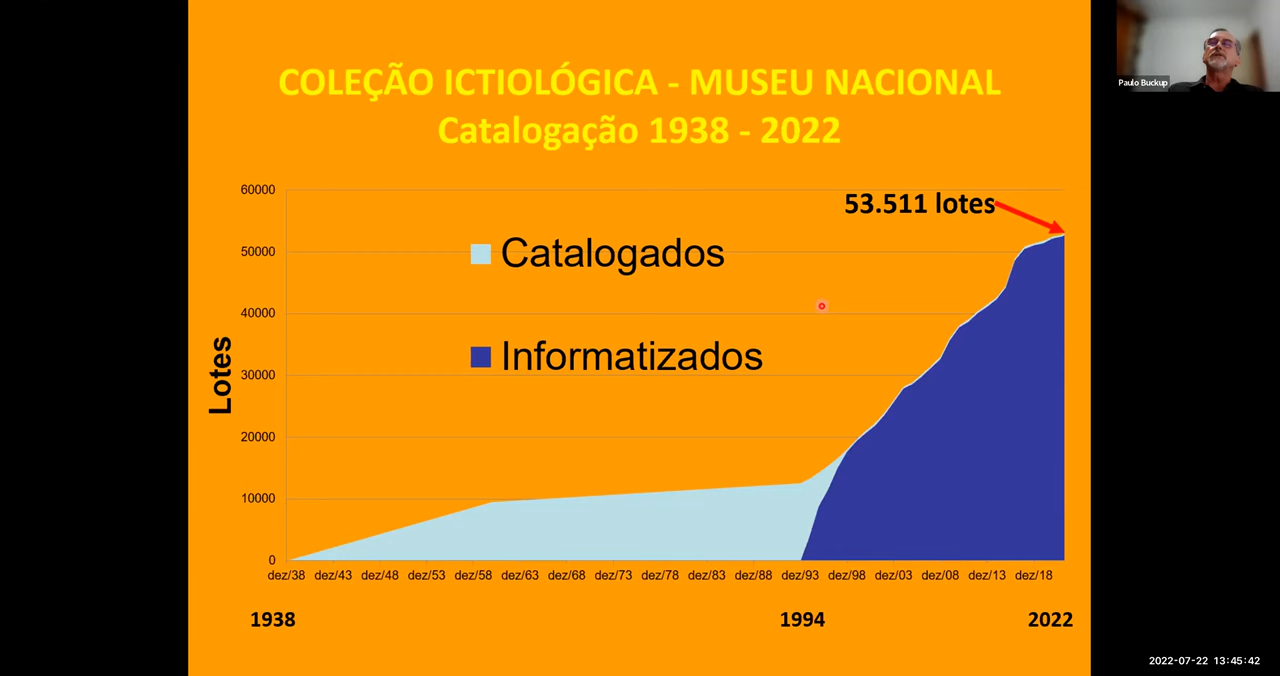 COLEÇÃO ICTIOLÓGICA - MUSEU NACIONAL
Catalogação 1938 - 2022
Paulo Buckup
60000
53.511 lotes
50000
Catalogados
40000
Informatizados
30000
Lotes
20000
10000
0
dez/38 dez/43 dez/48 dez/53 dez/58 dez/63 dez/68 dez/73 dez/78 dez/83 dez/88 dez/93 dez/98 dez/03 dez/08 dez/13 dez/18
1938 1994 2022
2022-07-22 13:45:42